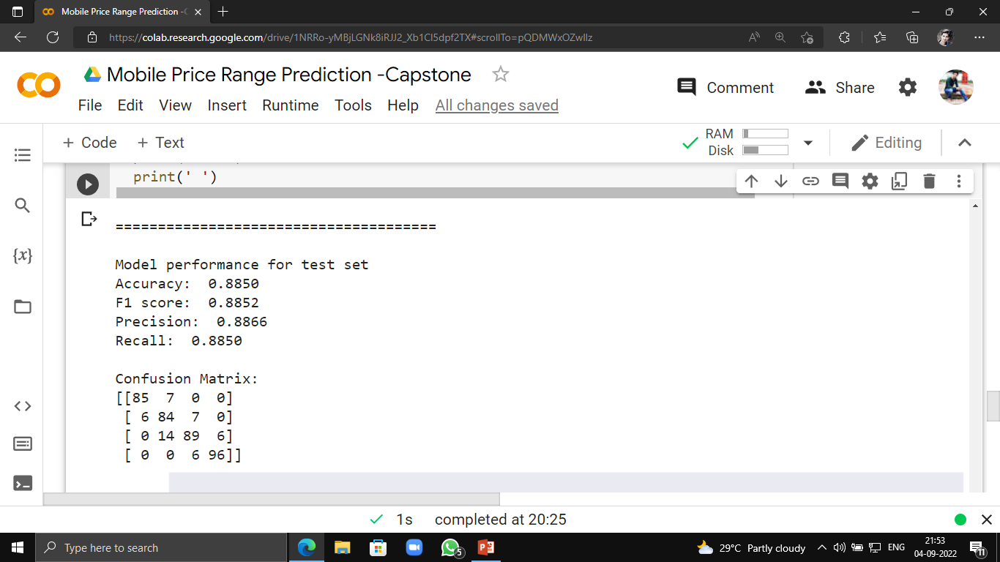 Mobile Price Range Prediction -C
https://colab.research.google.com/drive/1NRRo-yMBjLGNk8iRJJ2_Xb1Cl5dpf2TX#scrollTo=pQDMWxOZwllz
Mobile Price Range Prediction -Capstone
Comment
Share
File Edit View Insert Runtime Tools Help All changes saved
+ Code + Text
RAM
Disk
Editing
print(' ')
======================================
Model performance for test set
Accuracy:  0.8850
F1 score:  0.8852
Precision:  0.8866
Recall:  0.8850
Confusion Matrix:
[[85  7  0  0]
 [ 6 84  7  0]
 [ 0 14 89  6]
 [ 0  0  6 96]]
1s completed at 20:25
Type here to search
5
29°C Partly cloudy
ENG
21:53
04-09-2022
11